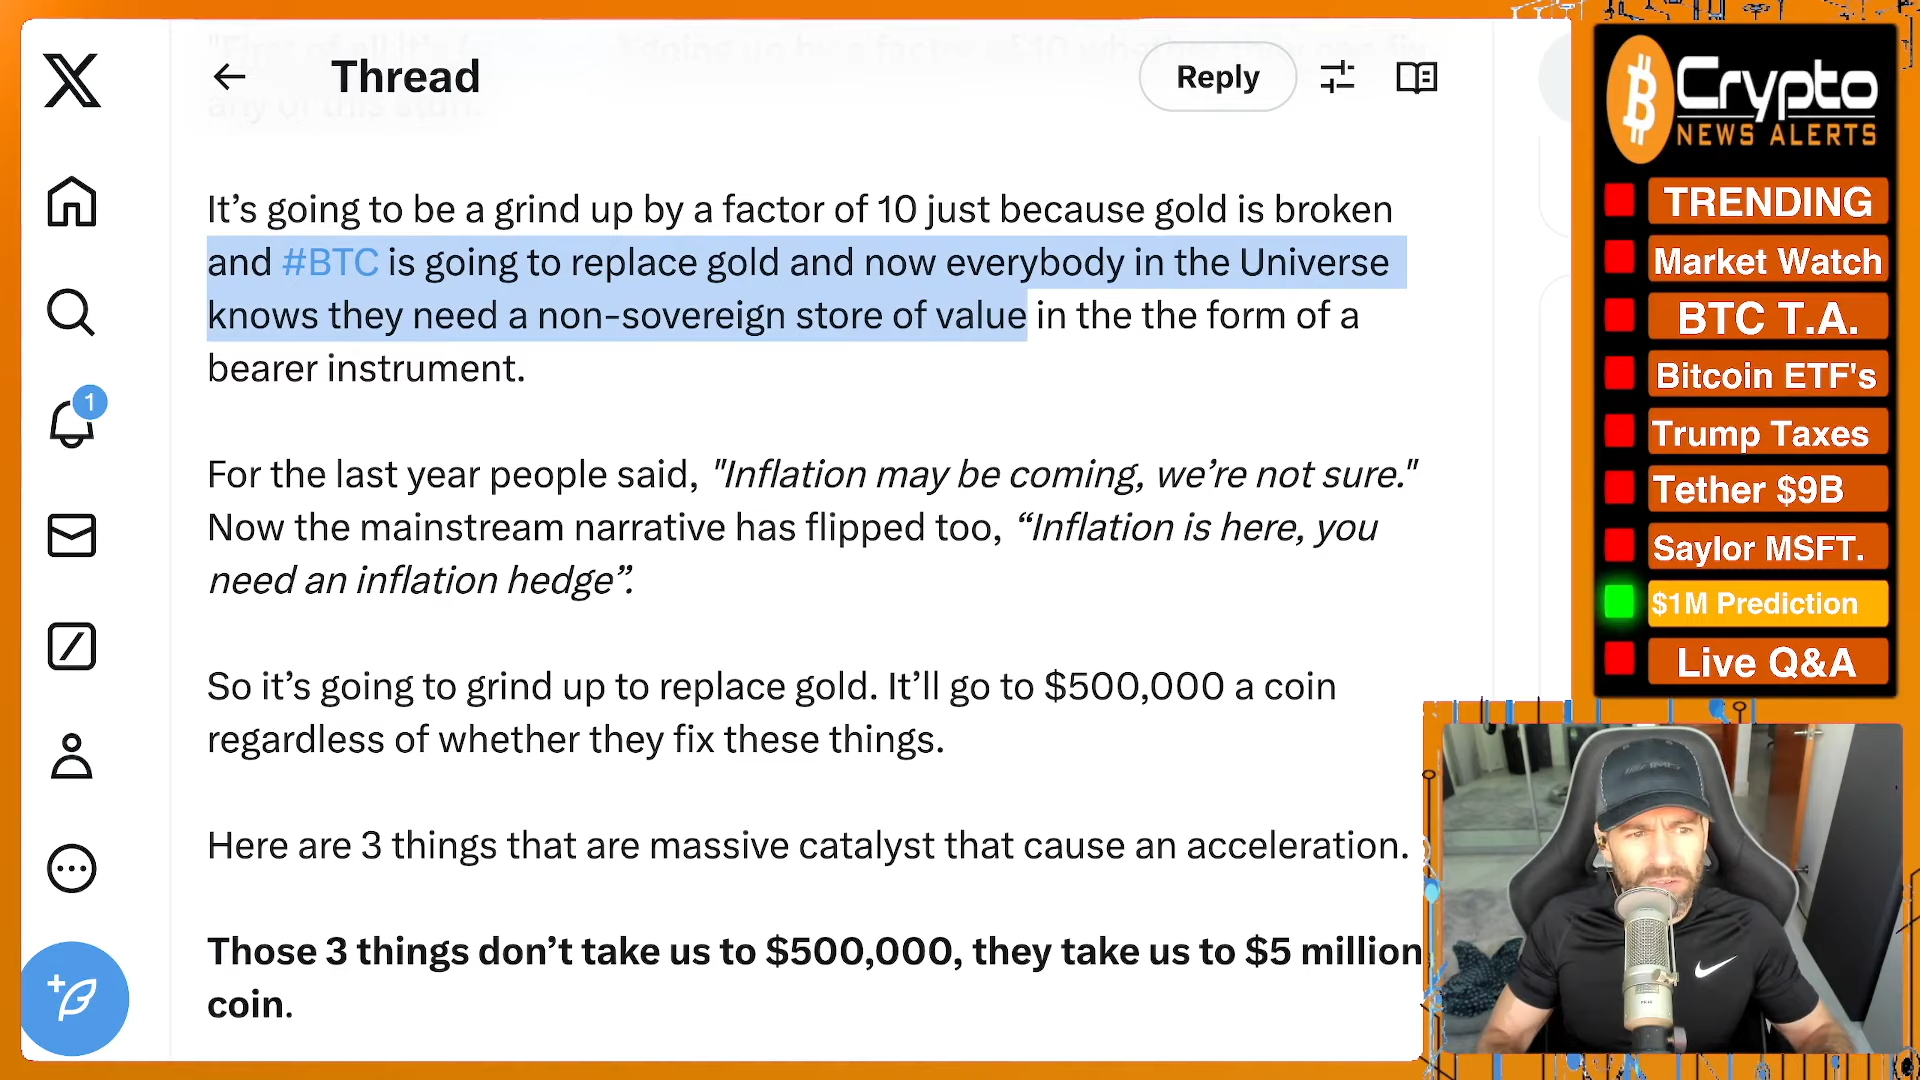 Thread
Reply
It's going to be a grind up by a factor of 10 just because gold is broken
and #BTC is going to replace gold and now everybody in the Universe
knows they need a non-sovereign store of value in the the form of a
bearer instrument.
1
For the last year people said, "Inflation may be coming, we're not sure."
Now the mainstream narrative has flipped too, “Inflation is here, you
need an inflation hedge”.
So it's going to grind up to replace gold. It'll go to $500,000 a coin
regardless of whether they fix these things.
Here are 3 things that are massive catalyst that cause an acceleration.
Those 3 things don't take us to $500,000, they take us to $5 million
coin.
Crypto
NEWS ALERTS
TRENDING
Market Watch
BTC T.A.
Bitcoin ETF's
Trump Taxes
Tether $9B
Saylor MSFT.
$1M Prediction
Live Q&A